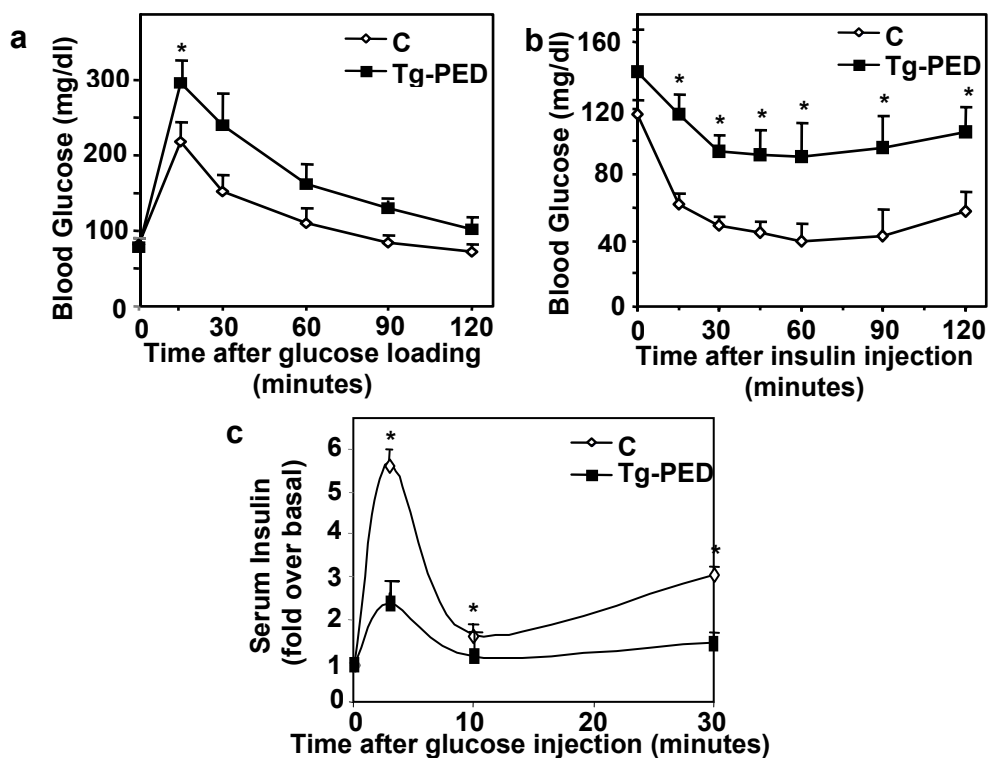 a
C
Tg-PED
*
Blood Glucose (mg/dl)
300
200
100
0
0 30 60 90 120
Time after glucose loading
(minutes)
b
C
Tg-PED
* * * * * *
Blood Glucose (mg/dl)
160
120
80
40
0
0 15 30 45 60 90 120
Time after insulin injection
(minutes)
c
C
Tg-PED
*
*
*
Serum Insulin
(fold over basal)
6
5
4
3
2
1
0
0 10 20 30
Time after glucose injection (minutes)